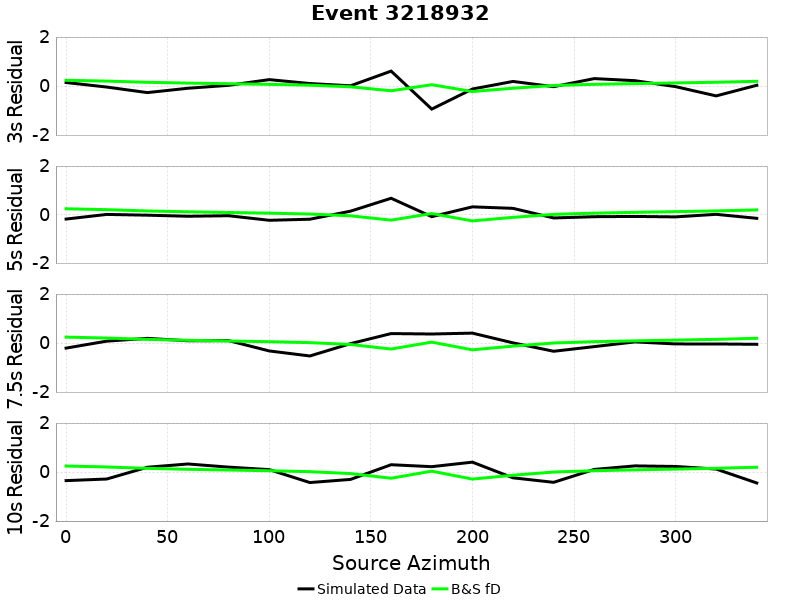 Event 3218932
3s Residual
2
0
-2
5s Residual
2
0
-2
7.5s Residual
2
0
-2
10s Residual
2
0
-2
0 50 100 150 200 250 300
Source Azimuth
Simulated Data B&S fD